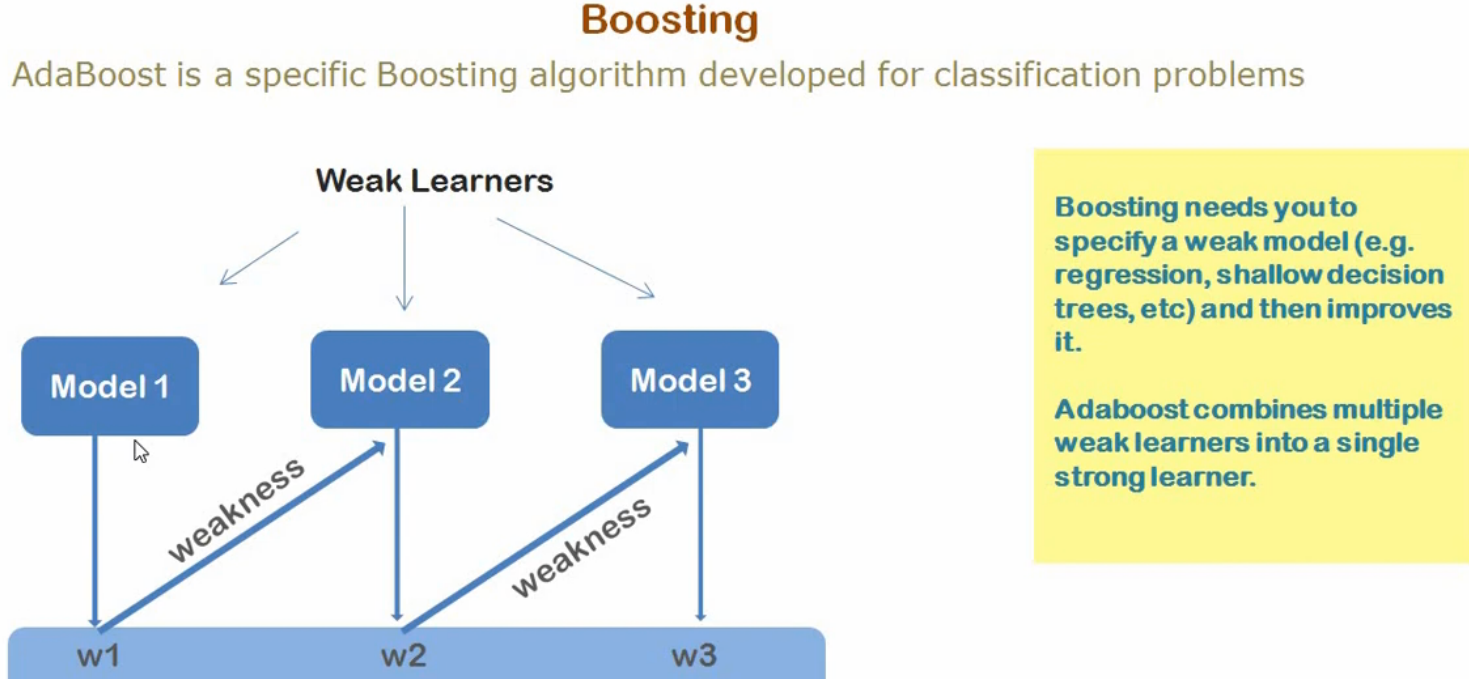 Boosting
AdaBoost is a specific Boosting algorithm developed for classification problems
Weak Learners
Model 1
Model 2
Model 3
weakness
weakness
w1
w2
w3
Boosting needs you to
specify a weak model (e.g.
regression, shallow decision
trees, etc) and then improves
it.
Adaboost combines multiple
weak learners into a single
strong learner.